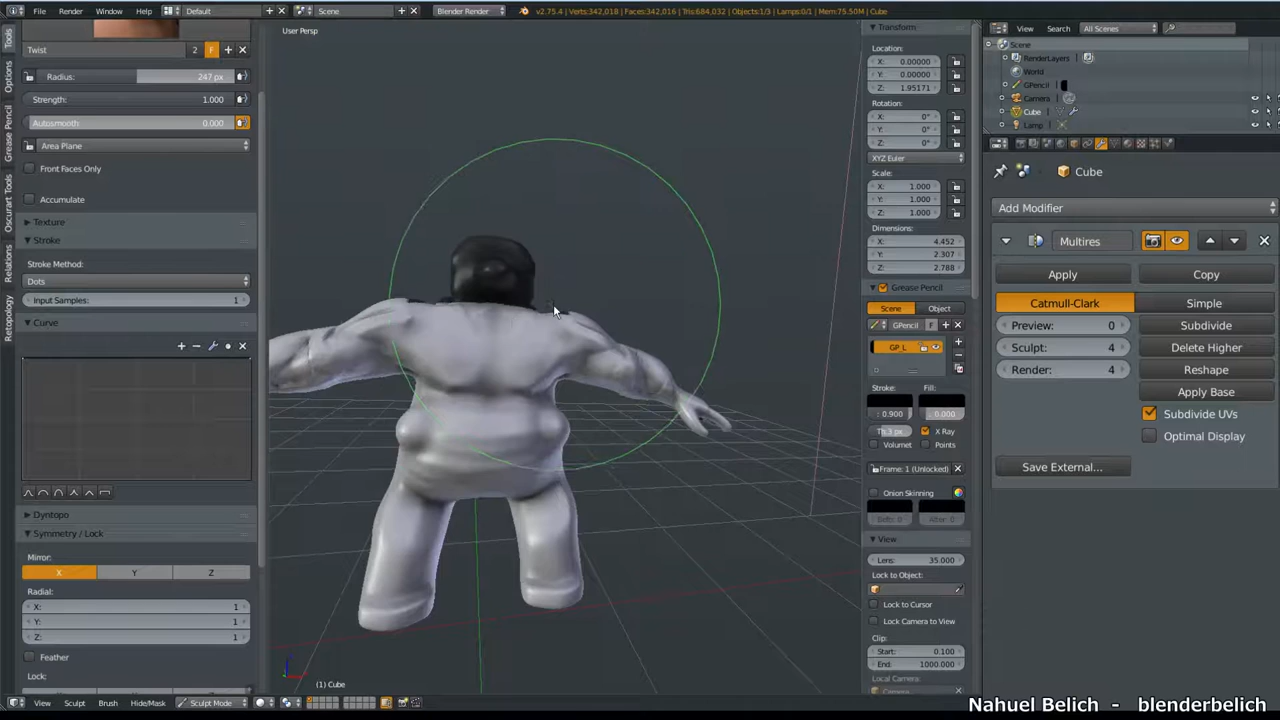 File Render Window Help Default Scene Blender Render v2.75.4 | Verts:342,018 | Faces:342,016 | Tris:684,032 | Objects:1/3 | Lamps:0/1 | Mem:75.50M | Cube
Tools
Options
Grease Pencil
Relations
Retopology
Twist 2 F
Radius: 247 px
Strength: 1.000
Autosmooth: 0.000
Area Plane
Front Faces Only
Accumulate
Texture
Stroke
Stroke Method:
Dots
Input Samples: 1
Curve
Dyntopo
Symmetry / Lock
Mirror:
X Y Z
Radial:
X: 1
Y: 1
Z: 1
Feather
Lock:
User Persp
(1) Cube
View Sculpt Brush Hide/Mask Sculpt Mode
Transform
Location:
X: 0.00000
Y: 0.00000
Z: 1.95171
Rotation:
X: 0°
Y: 0°
Z: 0°
XYZ Euler
Scale:
X: 1.000
Y: 1.000
Z: 1.000
Dimensions:
X: 4.452
Y: 2.307
Z: 2.788
Grease Pencil
Scene Object
GPencil F
GP_L
Stroke: Fill:
0.900 0.000
X Ray
Volumet Points
Frame: 1 (Unlocked)
Onion Skinning
View
Lens: 35.000
Lock to Object:
Lock to Cursor
Lock Camera to View
Clip:
Start: 0.100
End: 1000.000
Local Camera:
View Search All Scenes
Scene
RenderLayers
World
GPencil
Camera
Cube
Lamp
Cube
Add Modifier
Multires
Apply Copy
Catmull-Clark Simple
Preview: 0 Subdivide
Sculpt: 4 Delete Higher
Render: 4 Reshape
Apply Base
Subdivide UVs
Optimal Display
Save External...
Nahuel Belich - blenderbelich